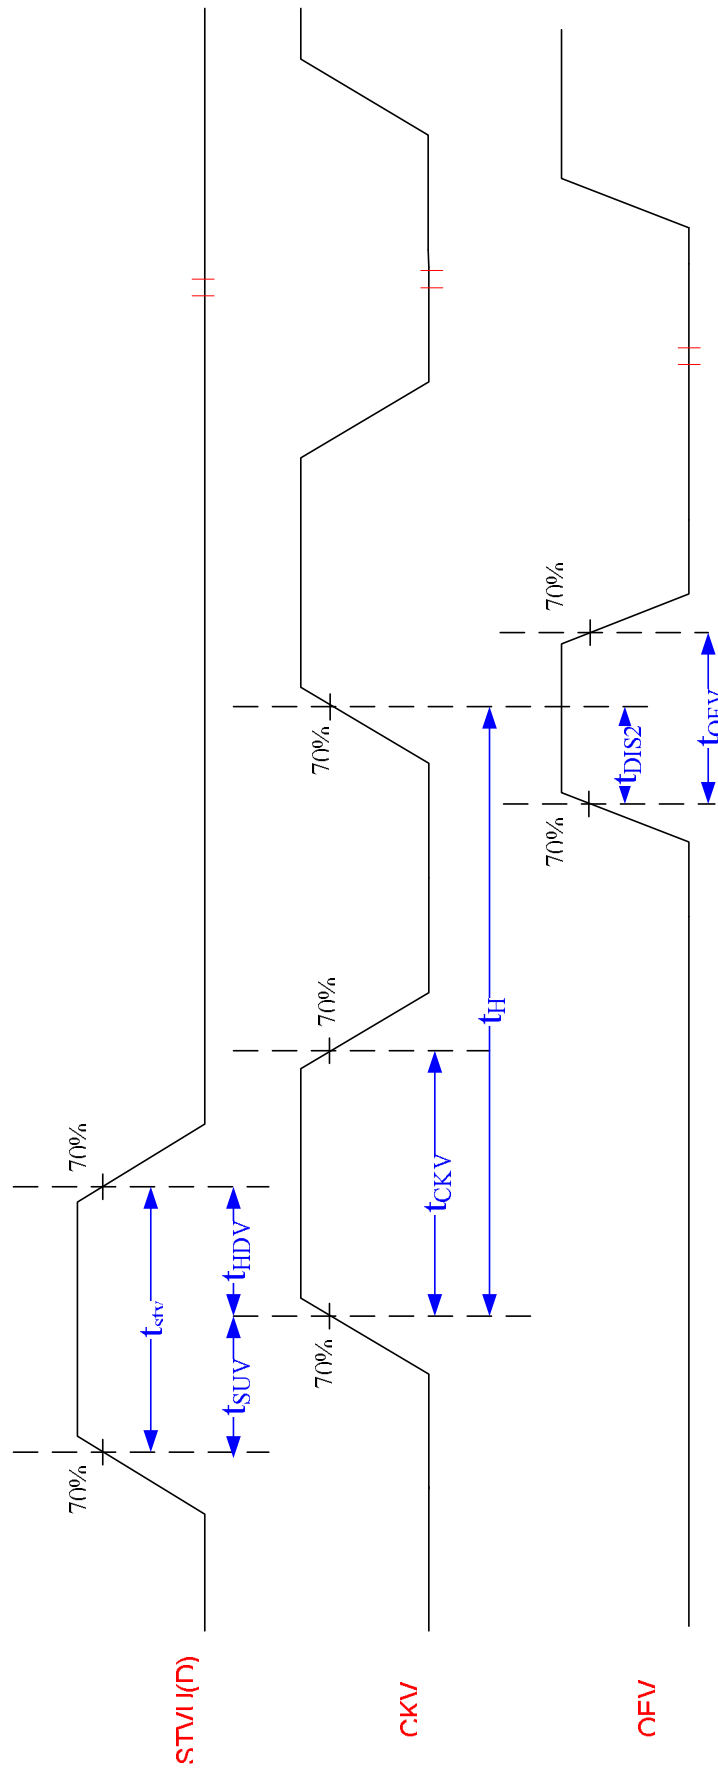 STVU(D)
70%
70%
tstv
tSUV
tHDV
CKV
70%
70%
70%
tCKV
tH
OEV
70%
70%
tDIS2
tOEV